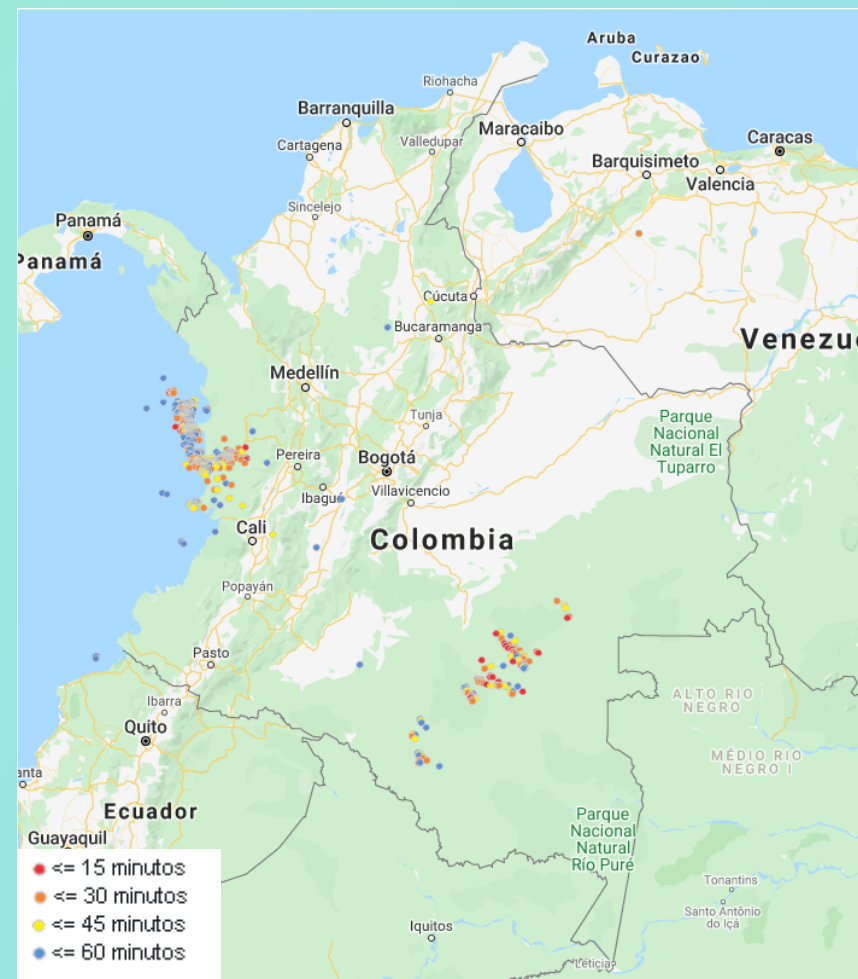 Aruba
Curazao
Riohacha
Barranquilla
Cartagena
Valledupar
Maracaibo
Caracas
Barquisimeto
Valencia
Sincelejo
Panamá
Panamá
Cúcuta
Bucaramanga
Venezu
Medellín
Tunja
Parque
Nacional
Natural El
Tuparro
Pereira
Bogotá
Ibagué
Villavicencio
Cali
Colombia
Popayán
Pasto
Ibarra
Quito
ALTO RIO
NEGRO
MÉDIO RIO
NEGRO I
anta
Ecuador
Guayaquil
Parque
Nacional
Natural
Río Puré
Tonantins
Santo Antônio
do Içá
Iquitos
Leticia
<= 15 minutos
<= 30 minutos
<= 45 minutos
<= 60 minutos